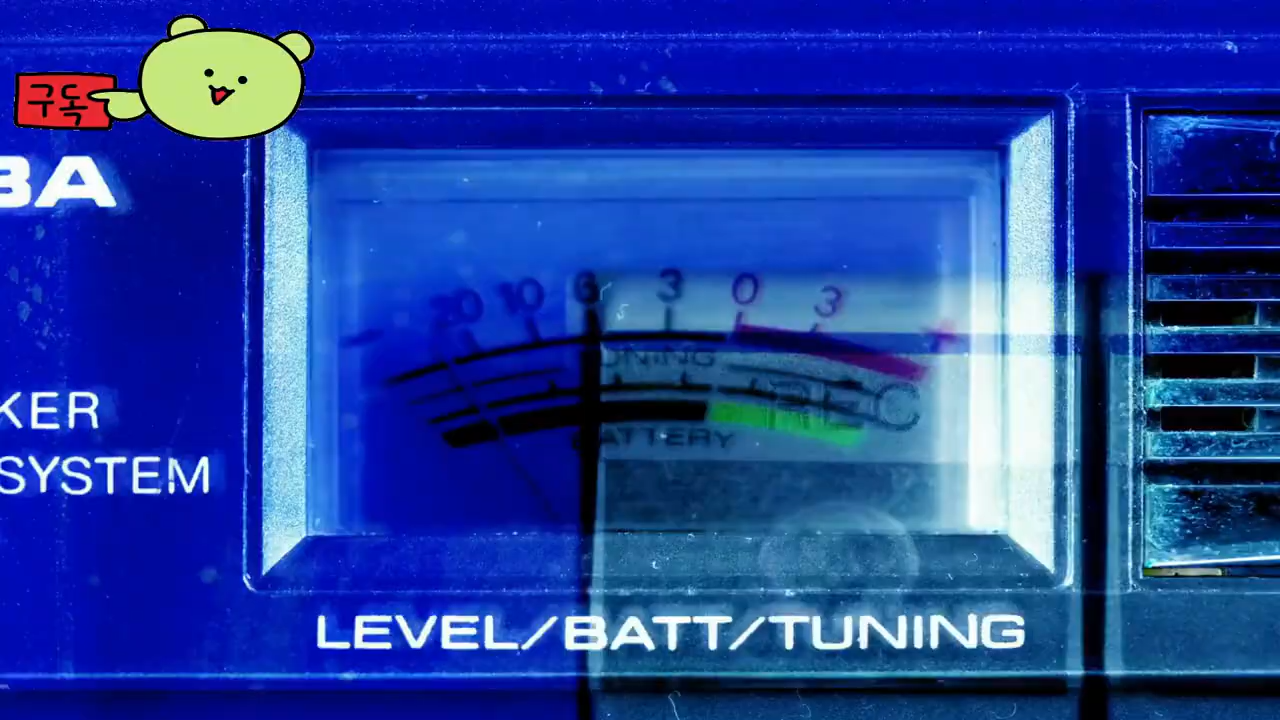 구독
BA
20 10 6 3 0 3
- +
TUNING
REC
BATTERY
KER
SYSTEM
LEVEL/BATT/TUNING